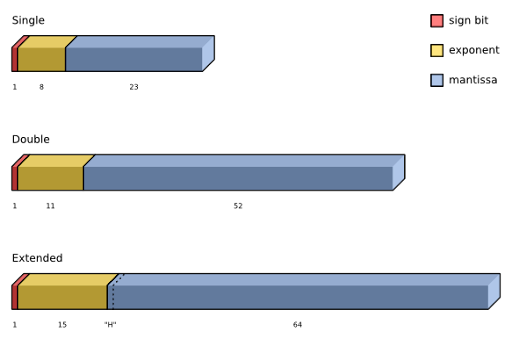 Single
sign bit
exponent
mantissa
1 8 23
Double
1 11 52
Extended
1 15 "H" 64